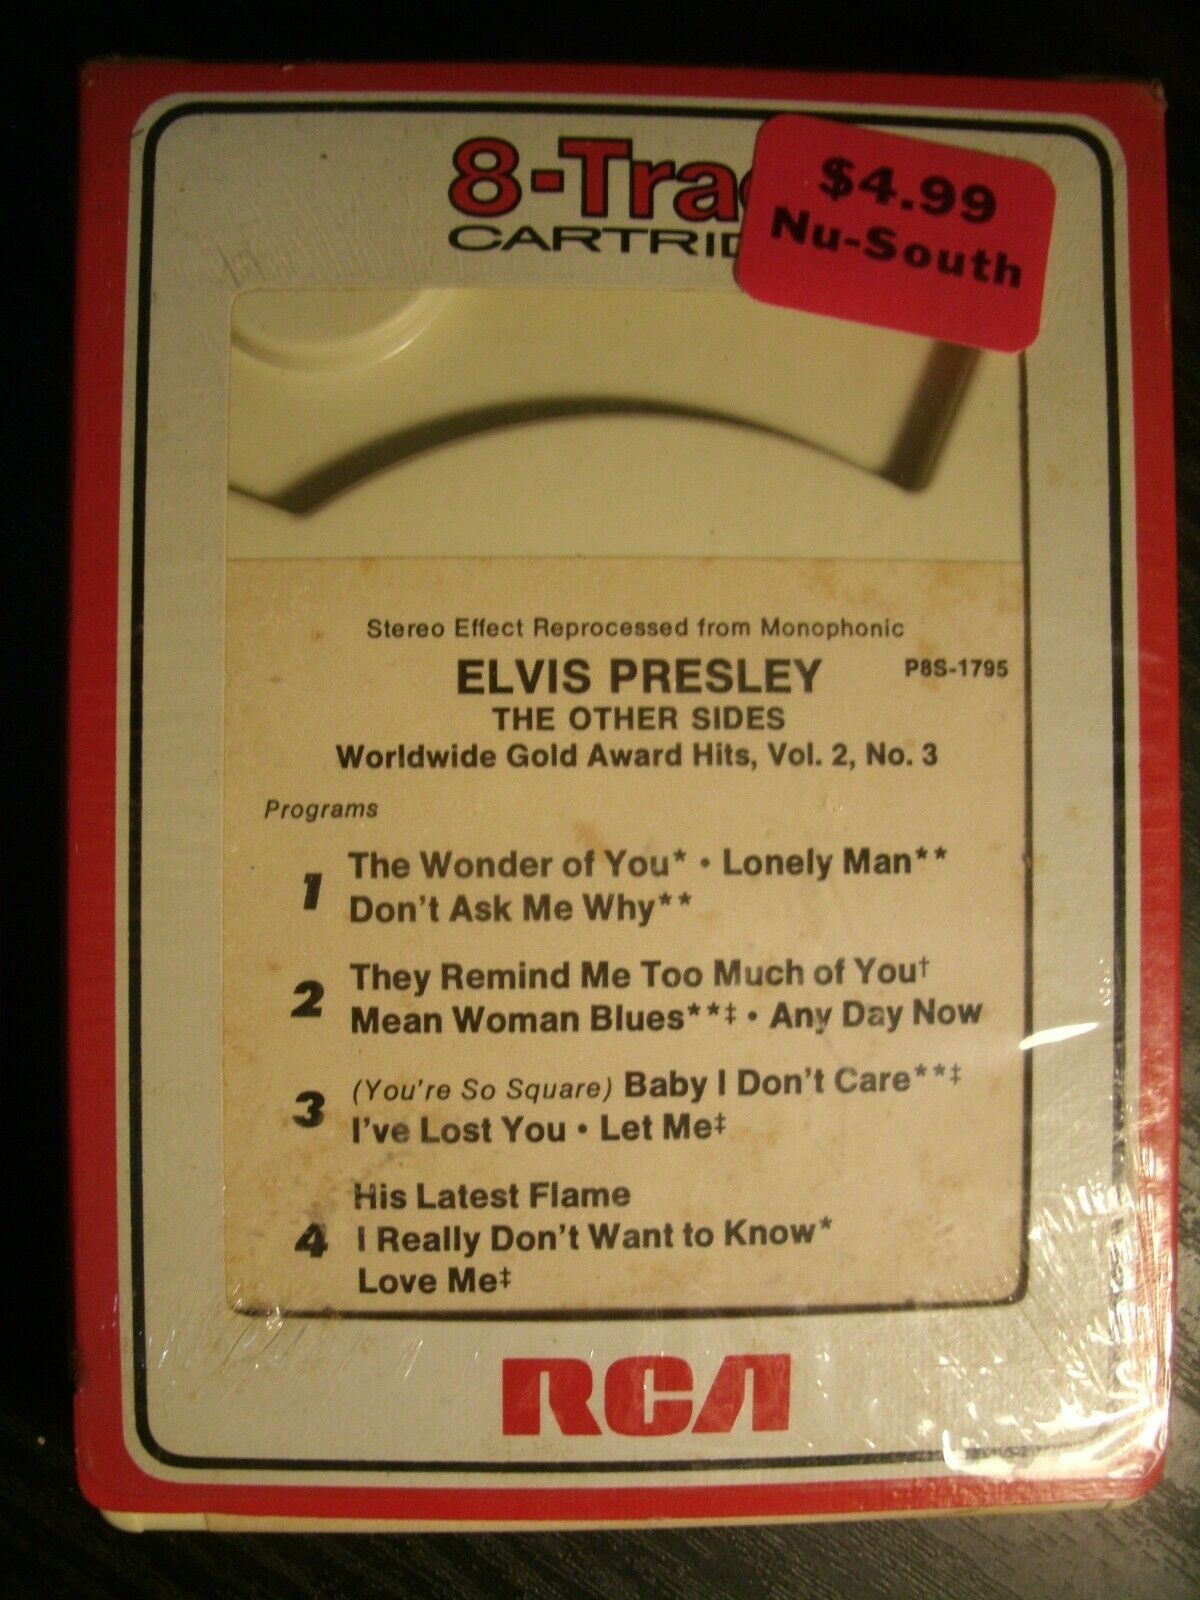 8-Tra
CARTRID
$4.99
Nu-South
Stereo Effect Reprocessed from Monophonic
ELVIS PRESLEY P8S-1795
THE OTHER SIDES
Worldwide Gold Award Hits, Vol. 2, No. 3
Programs
1 The Wonder of You* • Lonely Man**
Don't Ask Me Why**
2 They Remind Me Too Much of You†
Mean Woman Blues**‡ • Any Day Now
3 (You're So Square) Baby I Don't Care**‡
I've Lost You • Let Me‡
His Latest Flame
4 I Really Don't Want to Know*
Love Me‡
RCA